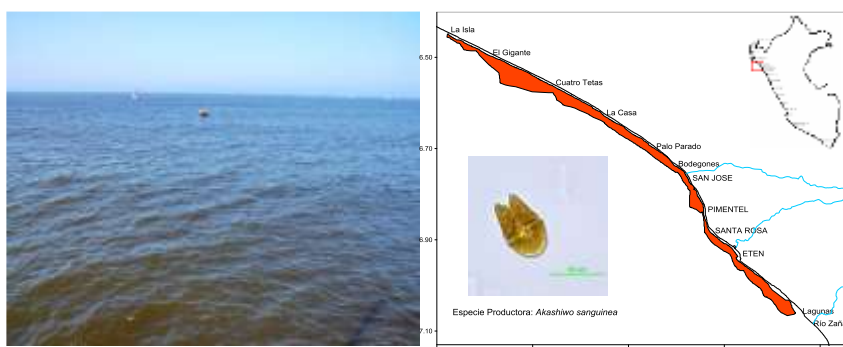 La Isla
6.50
El Gigante
Cuatro Tetas
La Casa
6.70
Palo Parado
Bodegones
SAN JOSE
PIMENTEL
SANTA ROSA
6.90
ETEN
Especie Productora: Akashiwo sanguinea
Lagunas
Río Zañ
7.10